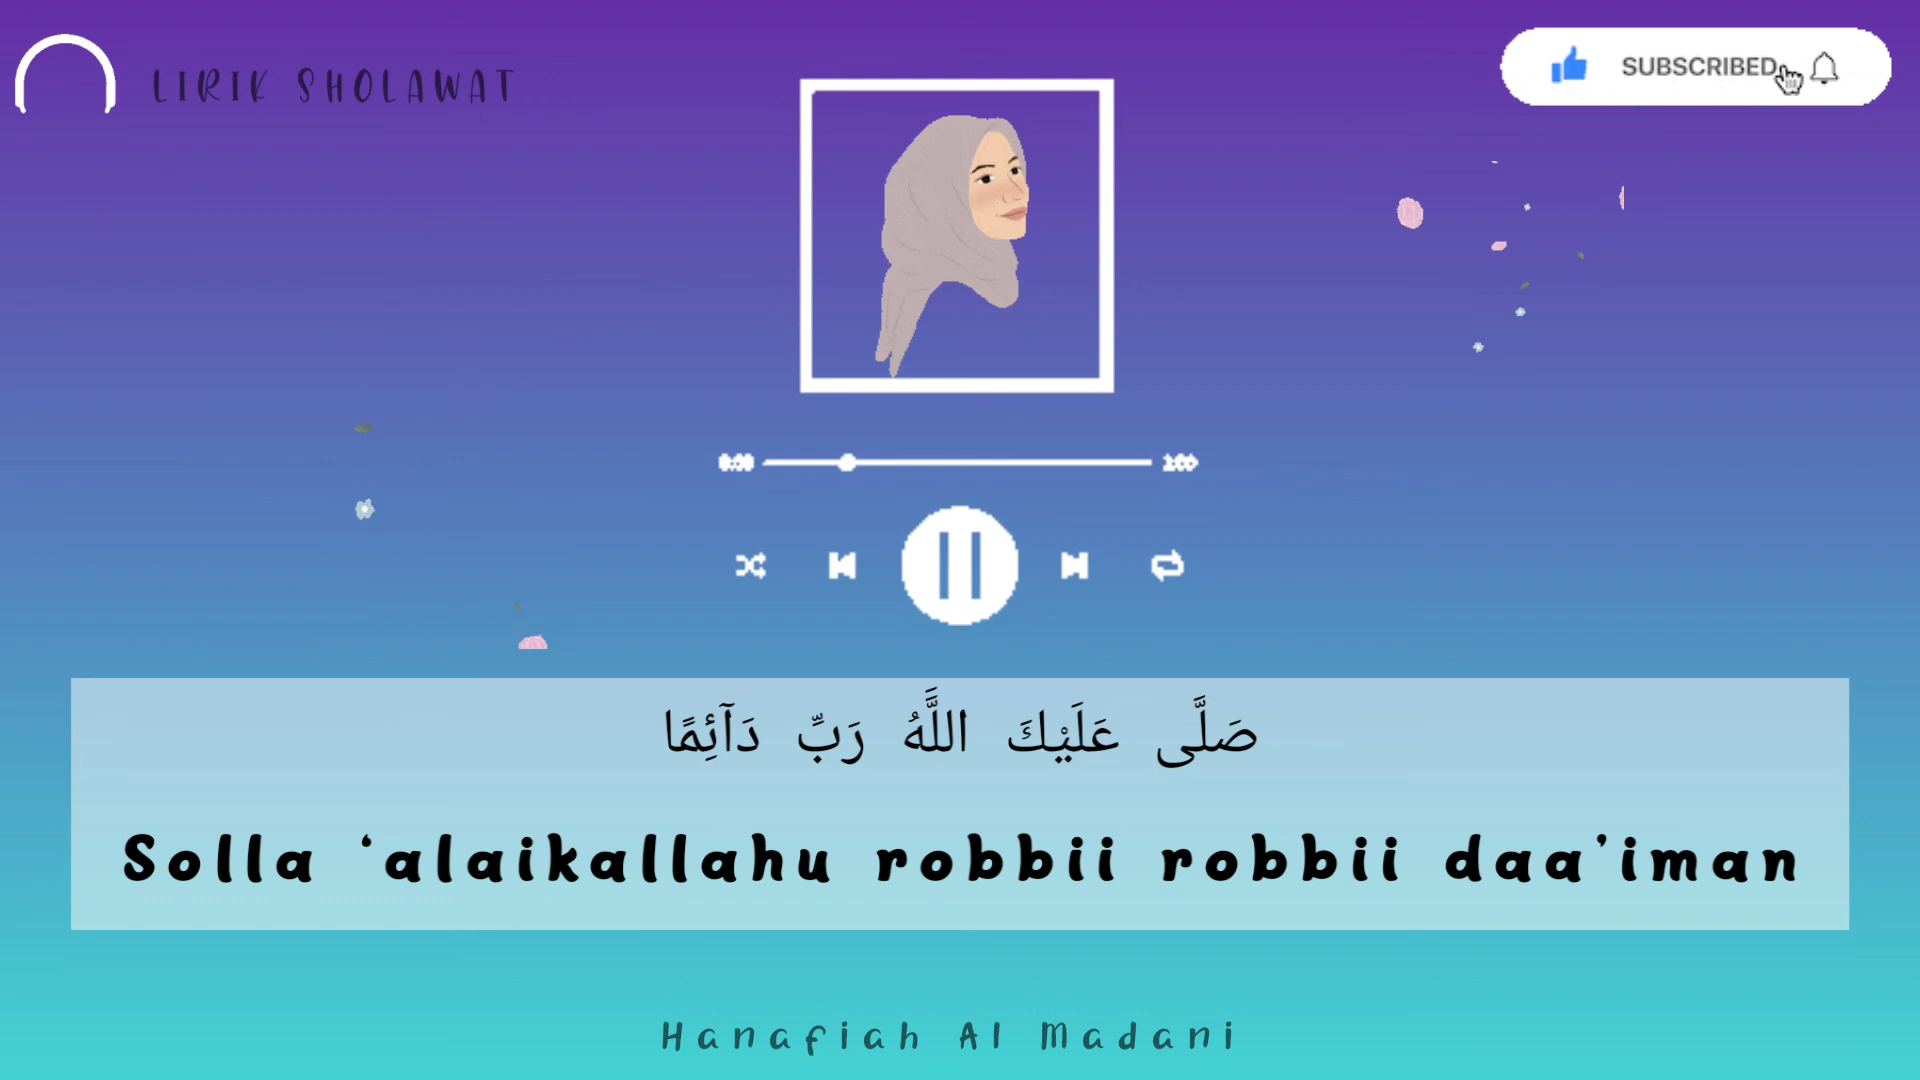 LIRIK SHOLAWAT
SUBSCRIBED
صَلَّى عَلَيْكَ اللَّهُ رَبِّ دَآئِمًا
Solla ‘alaikallahu robbii robbii daa’iman
Hanafiah Al Madani